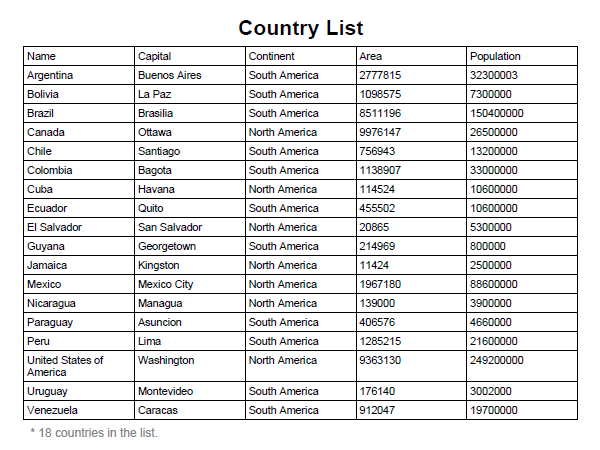 Country List
Name Capital Continent Area Population
Argentina Buenos Aires South America 2777815 32300003
Bolivia La Paz South America 1098575 7300000
Brazil Brasilia South America 8511196 150400000
Canada Ottawa North America 9976147 26500000
Chile Santiago South America 756943 13200000
Colombia Bagota South America 1138907 33000000
Cuba Havana North America 114524 10600000
Ecuador Quito South America 455502 10600000
El Salvador San Salvador North America 20865 5300000
Guyana Georgetown South America 214969 800000
Jamaica Kingston North America 11424 2500000
Mexico Mexico City North America 1967180 88600000
Nicaragua Managua North America 139000 3900000
Paraguay Asuncion South America 406576 4660000
Peru Lima South America 1285215 21600000
United States of Washington North America 9363130 249200000
America
Uruguay Montevideo South America 176140 3002000
Venezuela Caracas South America 912047 19700000
* 18 countries in the list.